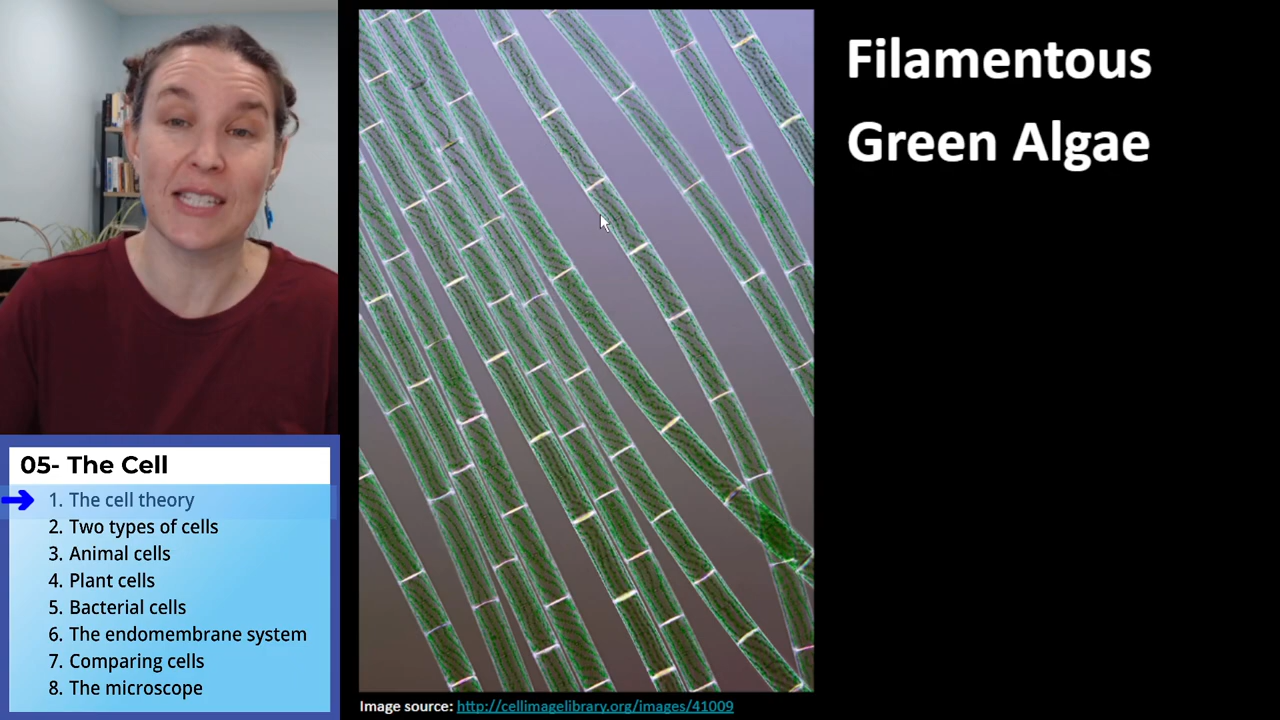 Filamentous
Green Algae
05- The Cell
1. The cell theory
2. Two types of cells
3. Animal cells
4. Plant cells
5. Bacterial cells
6. The endomembrane system
7. Comparing cells
8. The microscope
Image source: http://cellimagelibrary.org/images/41009